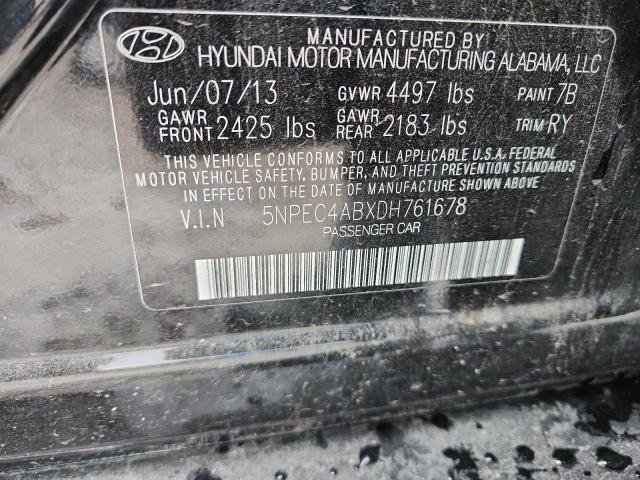 MANUFACTURED BY
HYUNDAI MOTOR MANUFACTURING ALABAMA, LLC
Jun/07/13 GVWR 4497 lbs PAINT 7B
GAWR FRONT 2425 lbs GAWR REAR 2183 lbs TRIM RY
THIS VEHICLE CONFORMS TO ALL APPLICABLE U.S.A. FEDERAL
MOTOR VEHICLE SAFETY, BUMPER, AND THEFT PREVENTION STANDARDS
IN EFFECT ON THE DATE OF MANUFACTURE SHOWN ABOVE
V.I.N 5NPEC4ABXDH761678
PASSENGER CAR